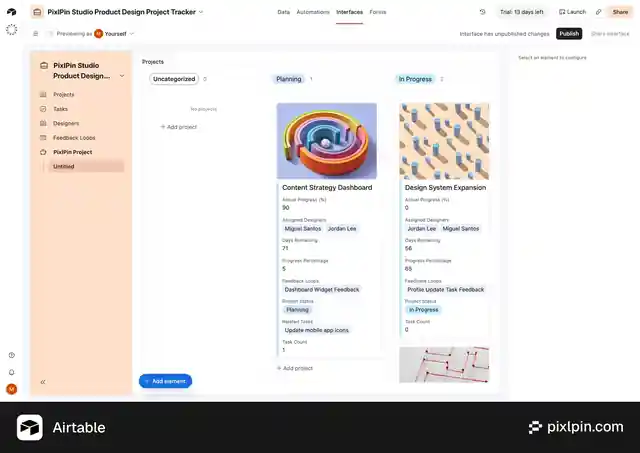 PixlPin Studio Product Design Project Tracker
Data
Automations
Interfaces
Forms
Trial: 13 days left
Launch
Share
Previewing as
M
Yourself
Interface has unpublished changes
Publish
Share interface
PixlPin Studio
Product Design...
Projects
Tasks
Designers
Feedback Loops
PixlPin Project
Untitled
Projects
Uncategorized
0
No projects
+ Add project
Planning
1
Content Strategy Dashboard
Actual Progress (%)
90
Assigned Designers
Miguel Santos
Jordan Lee
Days Remaining
71
Progress Percentage
5
Feedback Loops
Dashboard Widget Feedback
Project Status
Planning
Related Tasks
Update mobile app icons
Task Count
1
+ Add project
In Progress
2
Design System Expansion
Actual Progress (%)
0
Assigned Designers
Jordan Lee
Miguel Santos
Days Remaining
56
Progress Percentage
Feedback Loops
Profile Update Task Feedback
Project Status
In Progress
Task Count
0
Select an element to configure
+ Add element
M
Airtable
pixlpin.com